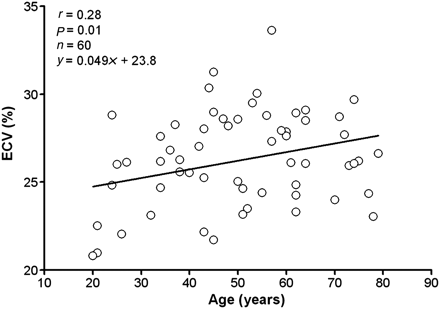 r = 0.28
P = 0.01
n = 60
y = 0.049x + 23.8
35
30
25
20
ECV (%)
10 20 30 40 50 60 70 80 90
Age (years)